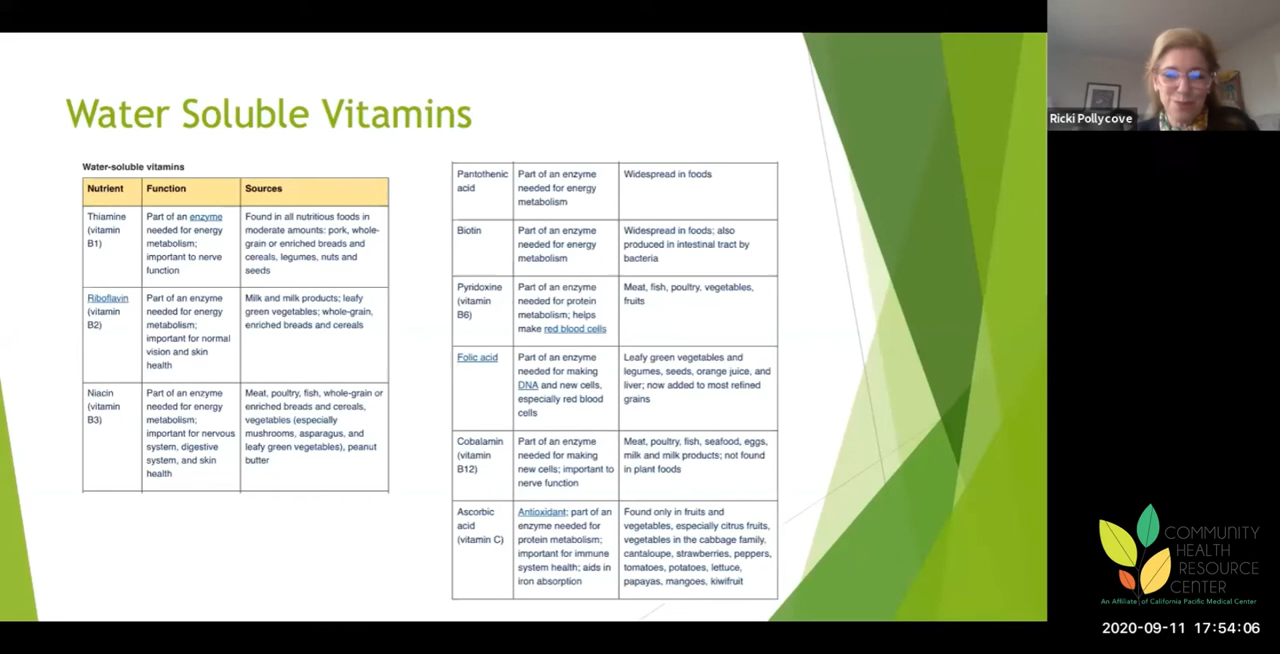 Water Soluble Vitamins
Ricki Pollycove
Water-soluble vitamins
Nutrient Function Sources
Thiamine
(vitamin
B1)
Part of an enzyme
needed for energy
metabolism;
important to nerve
function
Found in all nutritious foods in
moderate amounts: pork, whole-
grain or enriched breads and
cereals, legumes, nuts and
seeds
Riboflavin
(vitamin
B2)
Part of an enzyme
needed for energy
metabolism;
important for normal
vision and skin
health
Milk and milk products; leafy
green vegetables; whole-grain,
enriched breads and cereals
Niacin
(vitamin
B3)
Part of an enzyme
needed for energy
metabolism;
important for nervous
system, digestive
system, and skin
health
Meat, poultry, fish, whole-grain or
enriched breads and cereals,
vegetables (especially
mushrooms, asparagus, and
leafy green vegetables), peanut
butter
Pantothenic
acid
Part of an enzyme
needed for energy
metabolism
Widespread in foods
Biotin
Part of an enzyme
needed for energy
metabolism
Widespread in foods; also
produced in intestinal tract by
bacteria
Pyridoxine
(vitamin
B6)
Part of an enzyme
needed for protein
metabolism; helps
make red blood cells
Meat, fish, poultry, vegetables,
fruits
Folic acid
Part of an enzyme
needed for making
DNA and new cells,
especially red blood
cells
Leafy green vegetables and
legumes, seeds, orange juice, and
liver; now added to most refined
grains
Cobalamin
(vitamin
B12)
Part of an enzyme
needed for making
new cells; important to
nerve function
Meat, poultry, fish, seafood, eggs,
milk and milk products; not found
in plant foods
Ascorbic
acid
(vitamin C)
Antioxidant; part of an
enzyme needed for
protein metabolism;
important for immune
system health; aids in
iron absorption
Found only in fruits and
vegetables, especially citrus fruits,
vegetables in the cabbage family.
cantaloupe, strawberries, peppers,
tomatoes, potatoes, lettuce,
papayas, mangoes, kiwifruit
COMMUNITY
HEALTH
RESOURCE
CENTER
An Affiliate of California Pacific Medical Center
2020-09-11 17:54:06